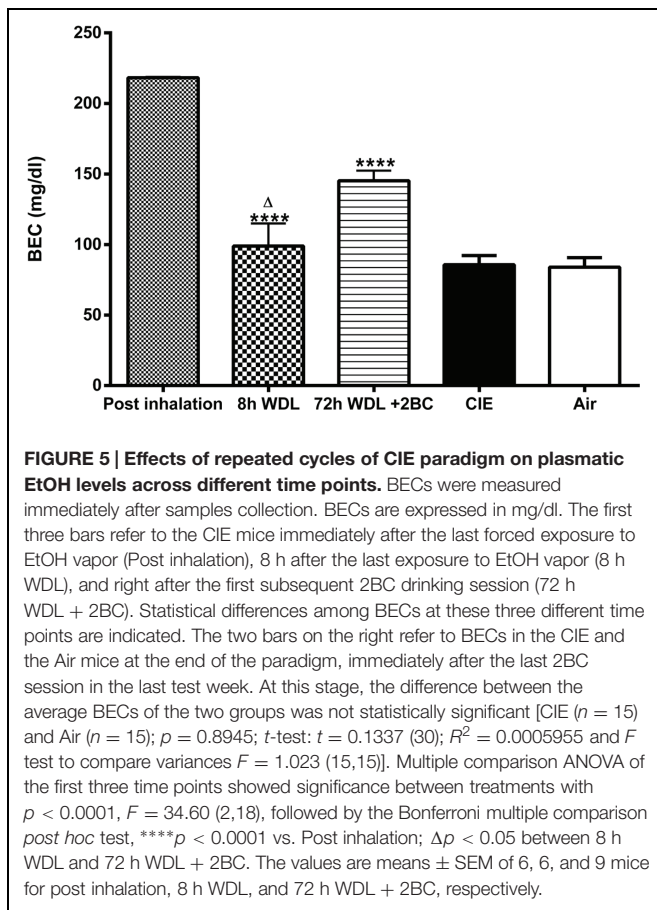 250
200
150
100
50
0
BEC (mg/dl)
Δ
****
****
Post inhalation 8h WDL 72h WDL +2BC CIE Air
FIGURE 5 | Effects of repeated cycles of CIE paradigm on plasmatic
EtOH levels across different time points. BECs were measured
immediately after samples collection. BECs are expressed in mg/dl. The first
three bars refer to the CIE mice immediately after the last forced exposure to
EtOH vapor (Post inhalation), 8 h after the last exposure to EtOH vapor (8 h
WDL), and right after the first subsequent 2BC drinking session (72 h
WDL + 2BC). Statistical differences among BECs at these three different time
points are indicated. The two bars on the right refer to BECs in the CIE and
the Air mice at the end of the paradigm, immediately after the last 2BC
session in the last test week. At this stage, the difference between the
average BECs of the two groups was not statistically significant [CIE (n = 15)
and Air (n = 15); p = 0.8945; t-test: t = 0.1337 (30); R² = 0.0005955 and F
test to compare variances F = 1.023 (15,15)]. Multiple comparison ANOVA of
the first three time points showed significance between treatments with
p < 0.0001, F = 34.60 (2,18), followed by the Bonferroni multiple comparison
post hoc test, ****p < 0.0001 vs. Post inhalation; Δp < 0.05 between 8 h
WDL and 72 h WDL + 2BC. The values are means ± SEM of 6, 6, and 9 mice
for post inhalation, 8 h WDL, and 72 h WDL + 2BC, respectively.